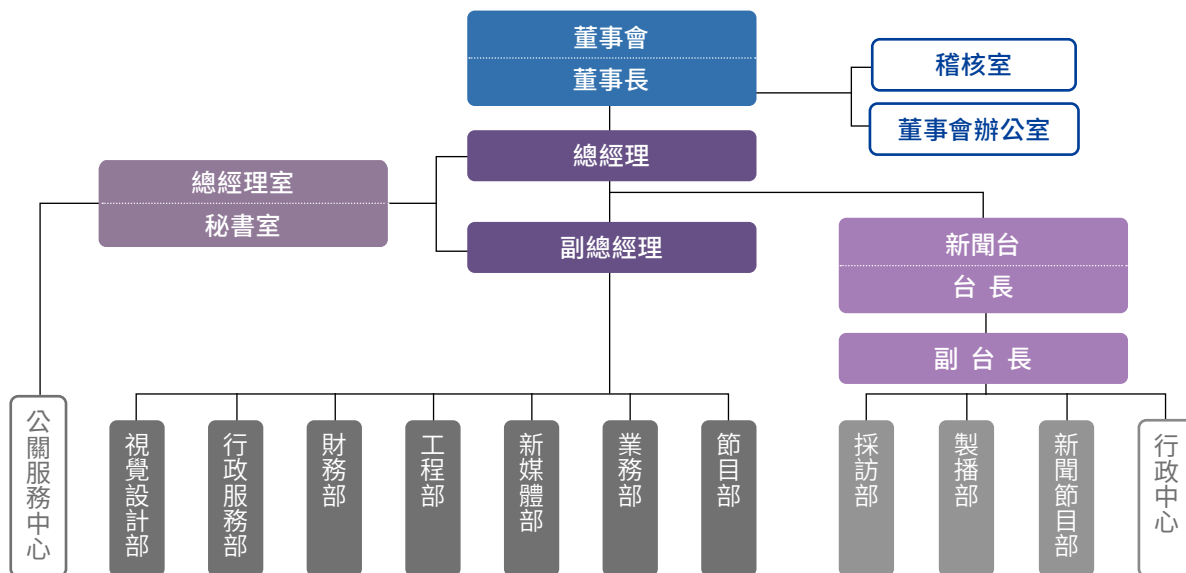 董事會
董事長
稽核室
董事會辦公室
總經理
總經理室
秘書室
副總經理
新聞台
台 長
副 台 長
公關服務中心
視覺設計部
行政服務部
財務部
工程部
新媒體部
業務部
節目部
採訪部
製播部
新聞節目部
行政中心